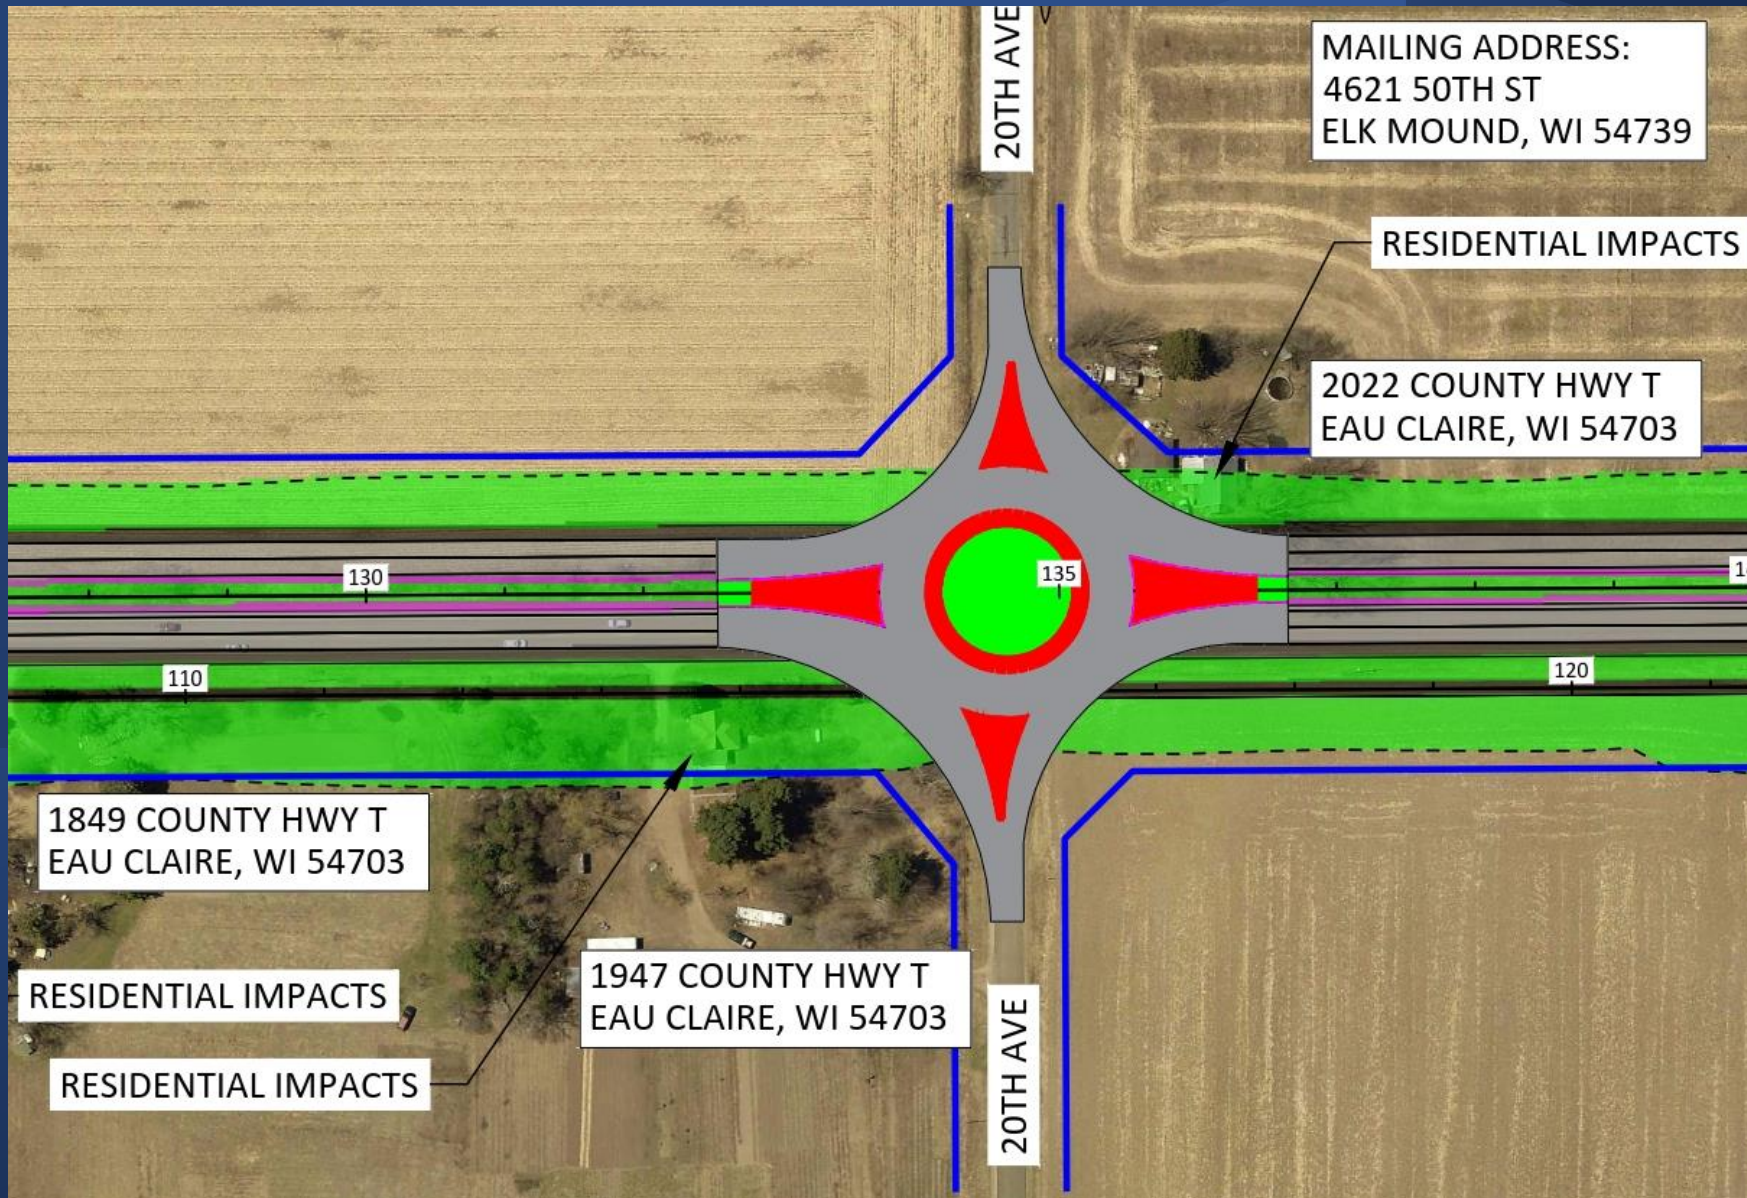 20TH AVE
MAILING ADDRESS:
4621 50TH ST
ELK MOUND, WI 54739
RESIDENTIAL IMPACTS
2022 COUNTY HWY T
EAU CLAIRE, WI 54703
130
135
110
120
1849 COUNTY HWY T
EAU CLAIRE, WI 54703
1947 COUNTY HWY T
EAU CLAIRE, WI 54703
RESIDENTIAL IMPACTS
RESIDENTIAL IMPACTS
20TH AVE